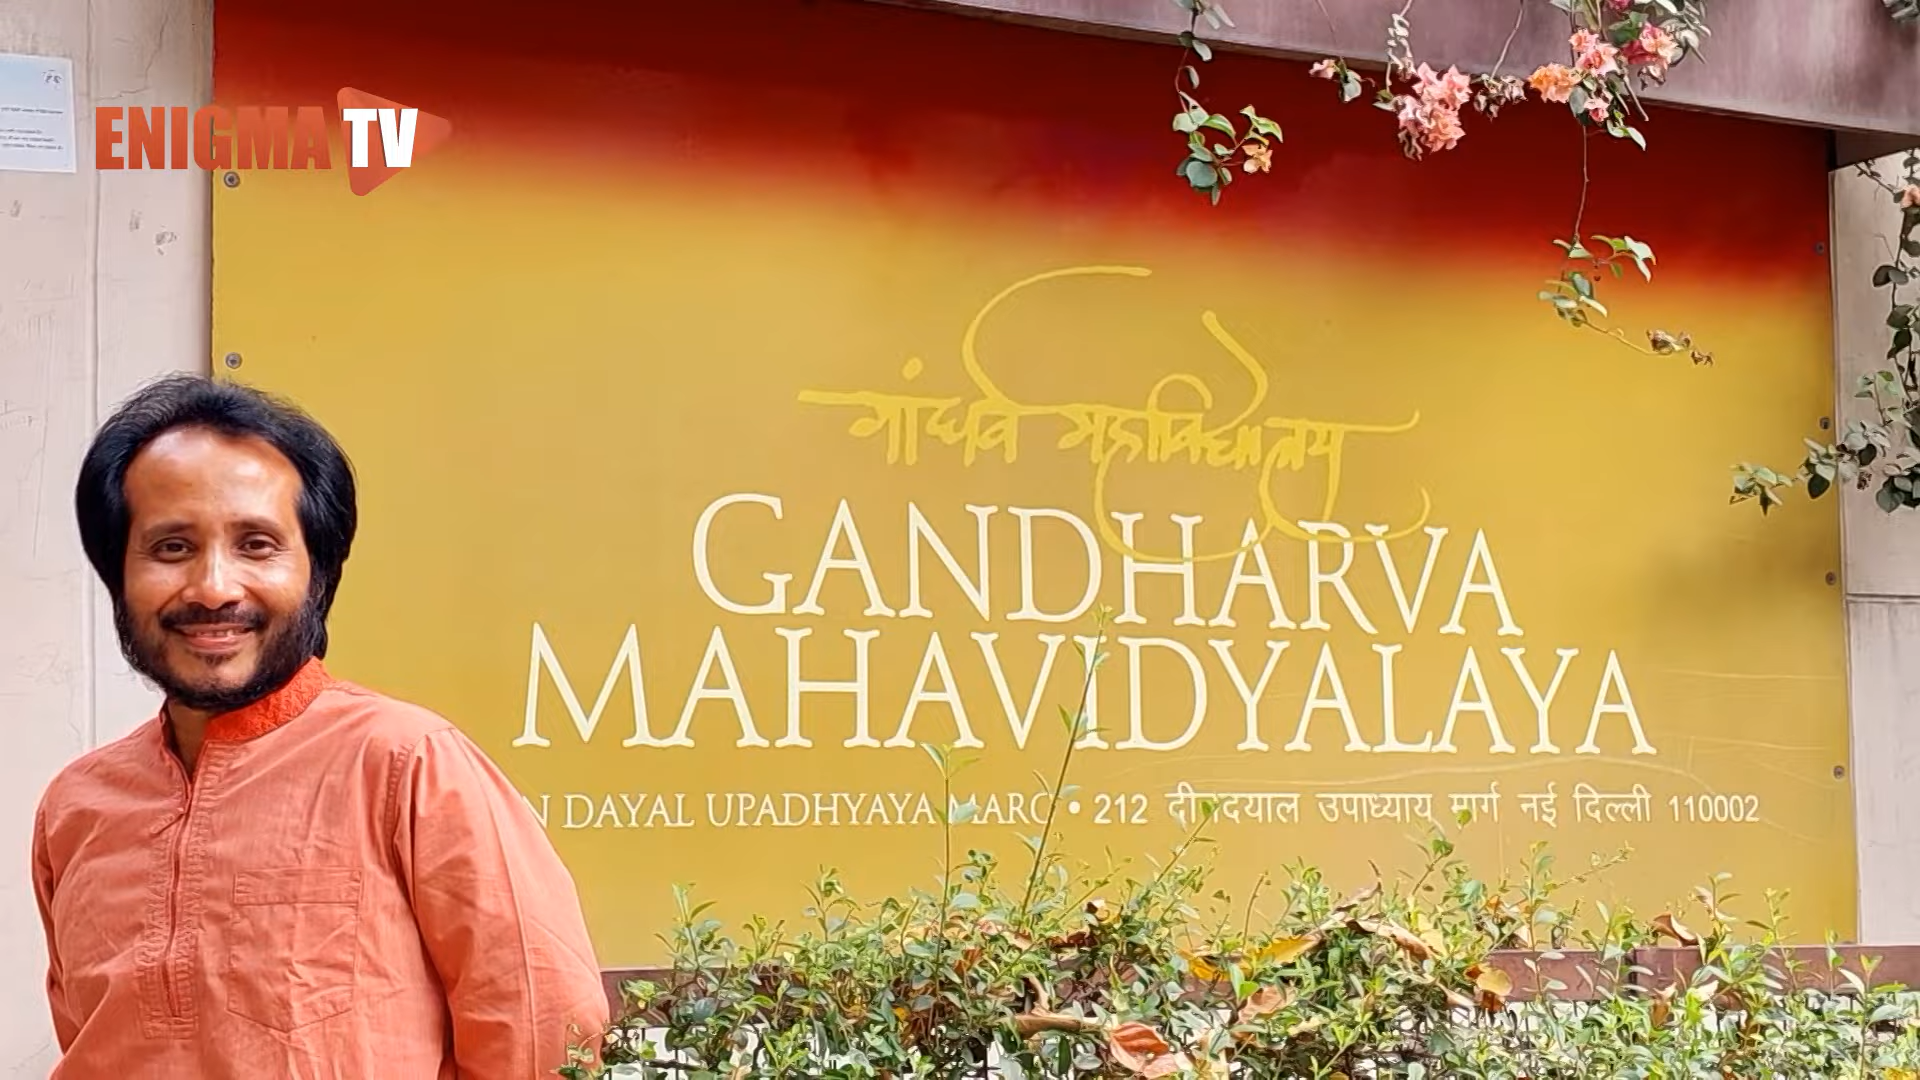 ENIGMA TV
गांधर्व महाविद्यालय
GANDHARVA
MAHAVIDYALAYA
DAYAL UPADHYAYA MARG • 212 दीनदयाल उपाध्याय मार्ग नई दिल्ली 110002